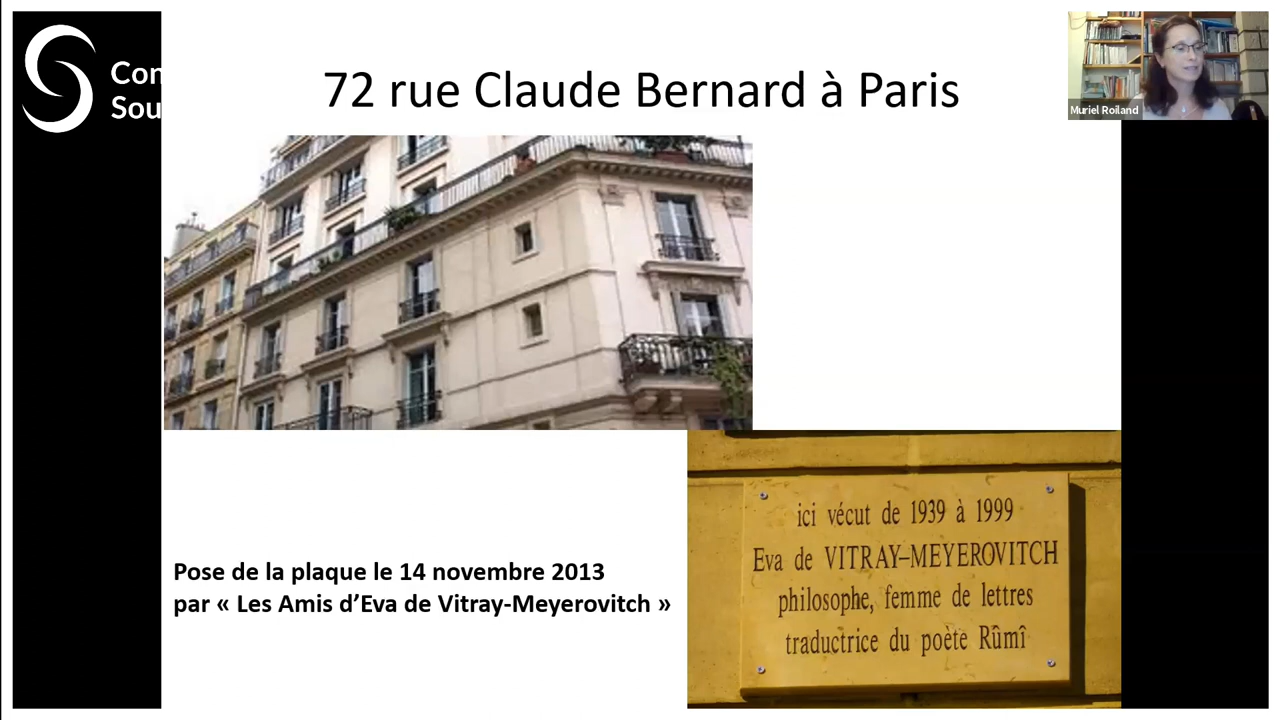 Con
Sou
72 rue Claude Bernard à Paris
Muriel Roiland
ici vécut de 1939 à 1999
Eva de VITRAY–MEYEROVITCH
philosophe, femme de lettres
traductrice du poète Rûmî
Pose de la plaque le 14 novembre 2013
par « Les Amis d’Eva de Vitray-Meyerovitch »